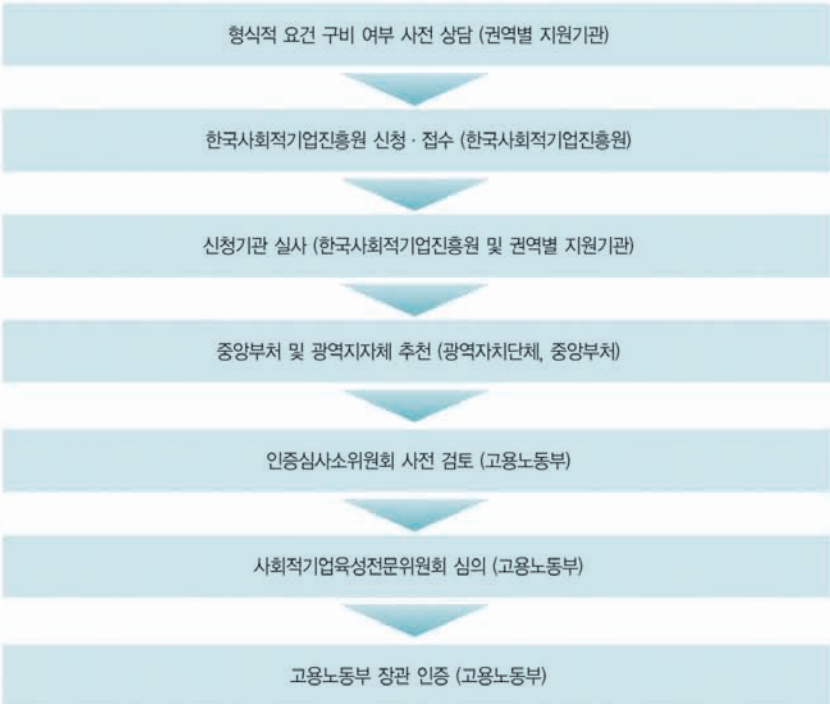 형식적 요건 구비 여부 사전 상담 (권역별 지원기관)
한국사회적기업진흥원 신청 · 접수 (한국사회적기업진흥원)
신청기관 실사 (한국사회적기업진흥원 및 권역별 지원기관)
중앙부처 및 광역지자체 추천 (광역자치단체, 중앙부처)
인증심사소위원회 사전 검토 (고용노동부)
사회적기업육성전문위원회 심의 (고용노동부)
고용노동부 장관 인증 (고용노동부)